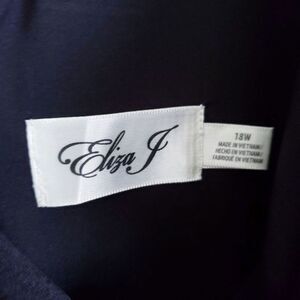 Eliza J
18W
MADE IN VIETNAM /
HECHO EN VIETNAM /
FABRIQUÉ EN VIETNAM